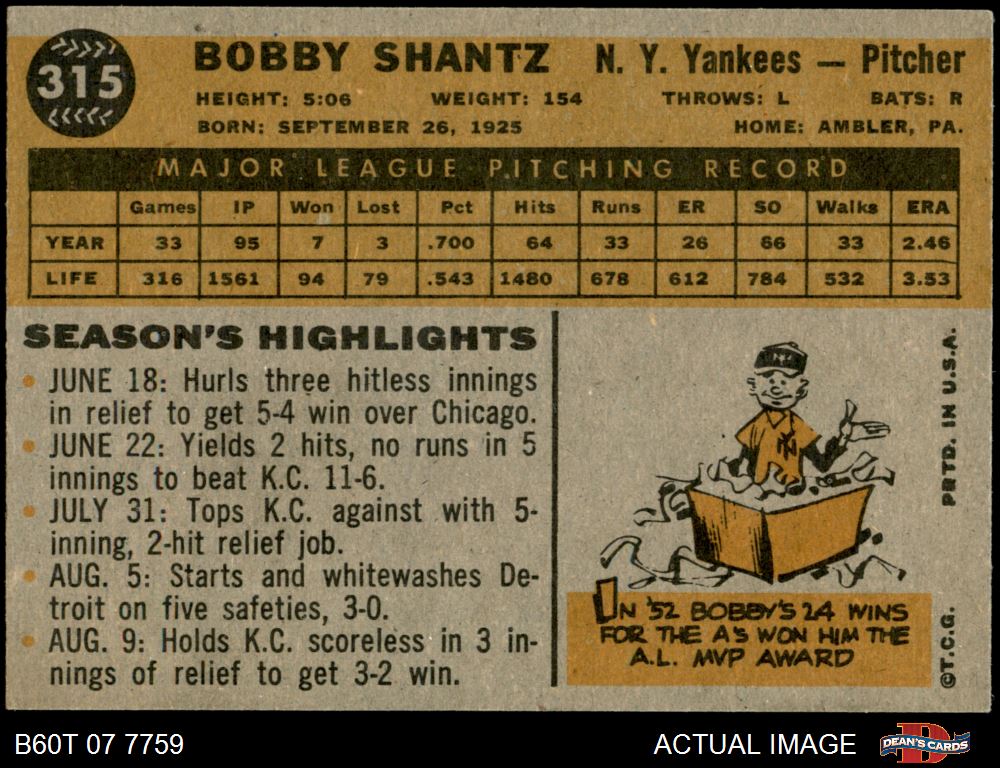 315
BOBBY SHANTZ N. Y. Yankees — Pitcher
HEIGHT: 5:06 WEIGHT: 154 THROWS: L BATS: R
BORN: SEPTEMBER 26, 1925 HOME: AMBLER, PA.
MAJOR LEAGUE PITCHING RECORD
Games IP Won Lost Pct Hits Runs ER SO Walks ERA
YEAR 33 95 7 3 .700 64 33 26 66 33 2.46
LIFE 316 1561 94 79 .543 1480 678 612 784 532 3.53
SEASON'S HIGHLIGHTS
• JUNE 18: Hurls three hitless innings
in relief to get 5-4 win over Chicago.
• JUNE 22: Yields 2 hits, no runs in 5
innings to beat K.C. 11-6.
• JULY 31: Tops K.C. against with 5-
inning, 2-hit relief job.
• AUG. 5: Starts and whitewashes De-
troit on five safeties, 3-0.
• AUG. 9: Holds K.C. scoreless in 3 in-
nings of relief to get 3-2 win.
NY
IN '52 BOBBY'S 24 WINS
FOR THE A'S WON HIM THE
A.L. MVP AWARD
©T.C.G. PRTD. IN U.S.A.
B60T 07 7759 ACTUAL IMAGE
DEAN'S CARDS